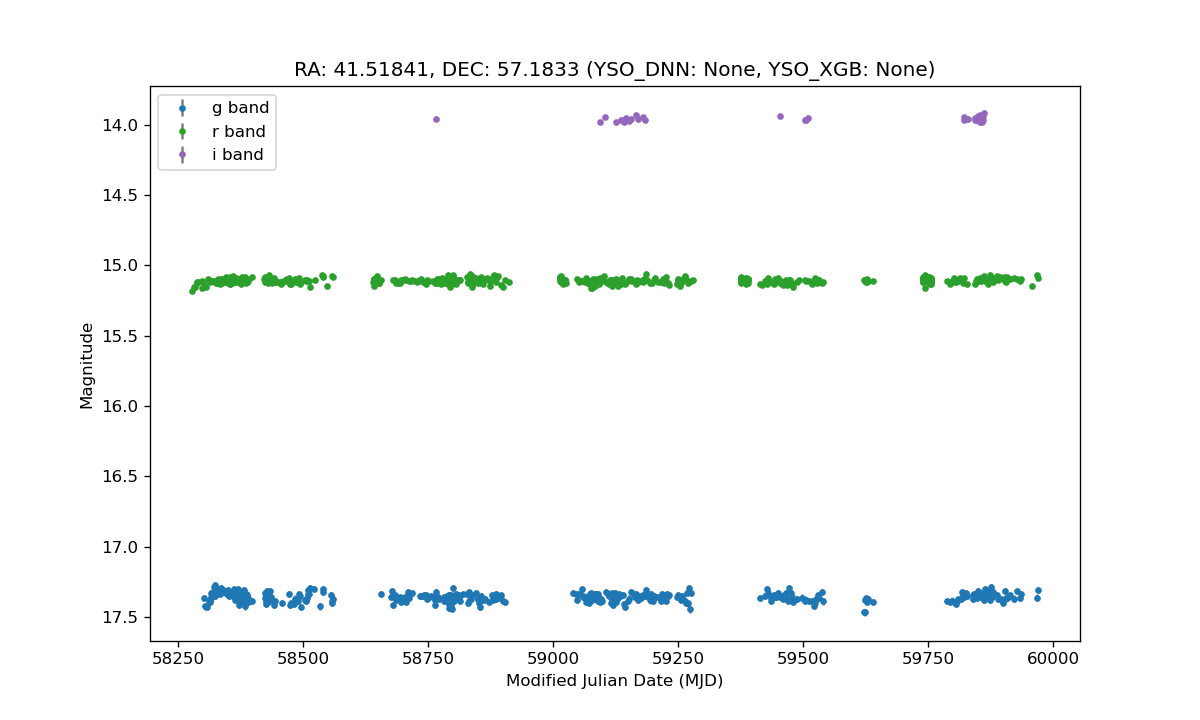 RA: 41.51841, DEC: 57.1833 (YSO_DNN: None, YSO_XGB: None)
g band
r band
i band
14.0
14.5
15.0
15.5
16.0
16.5
17.0
17.5
Magnitude
58250 58500 58750 59000 59250 59500 59750 60000
Modified Julian Date (MJD)